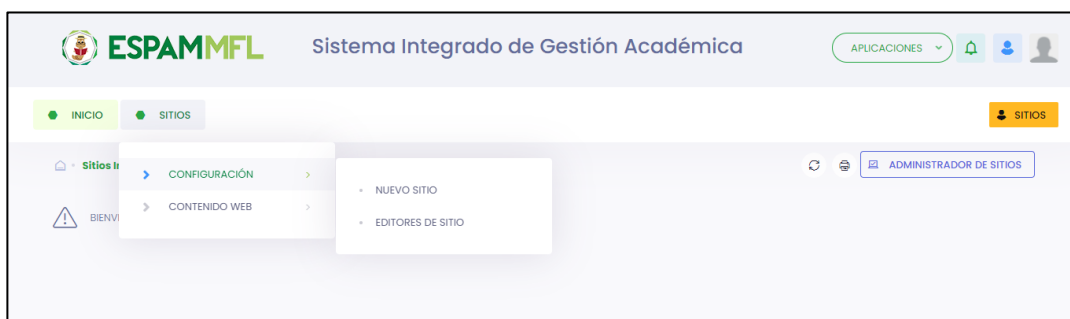 ESPAMMFL Sistema Integrado de Gestión Académica APLICACIONES
INICIO SITIOS SITIOS
Sitios ADMINISTRADOR DE SITIOS
CONFIGURACIÓN
NUEVO SITIO
CONTENIDO WEB
EDITORES DE SITIO